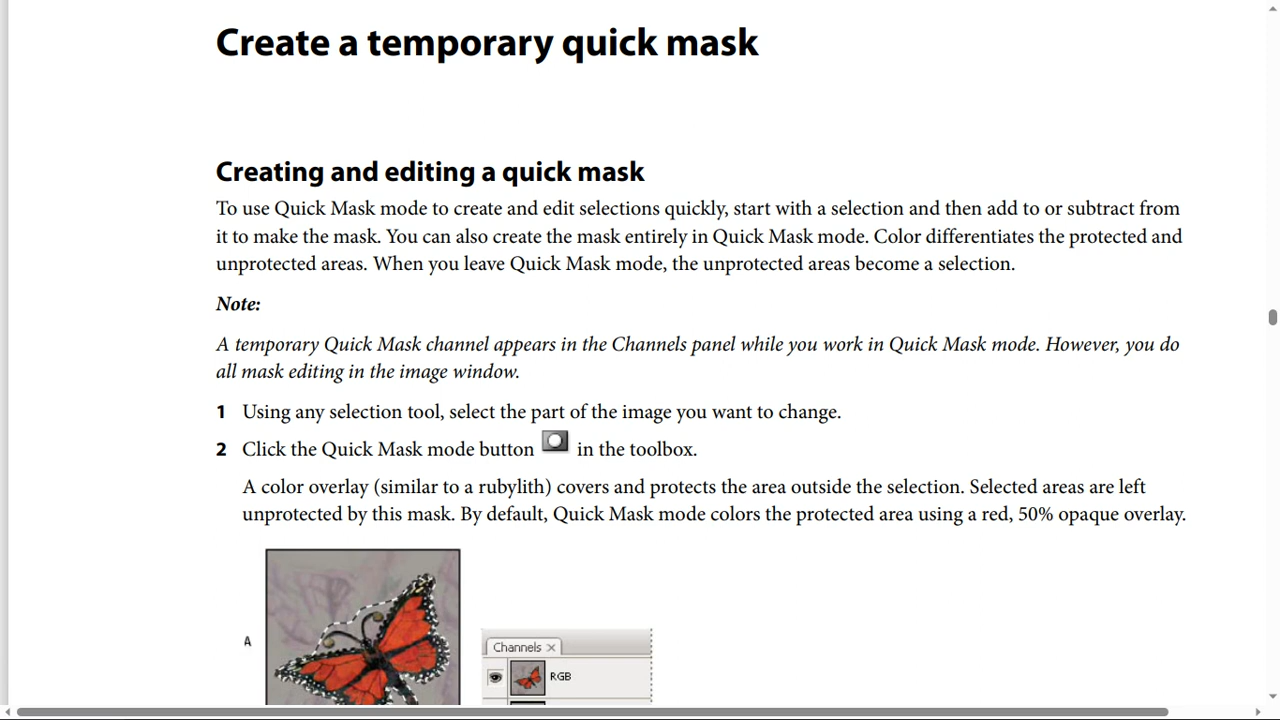 Create a temporary quick mask
Creating and editing a quick mask
To use Quick Mask mode to create and edit selections quickly, start with a selection and then add to or subtract from
it to make the mask. You can also create the mask entirely in Quick Mask mode. Color differentiates the protected and
unprotected areas. When you leave Quick Mask mode, the unprotected areas become a selection.
Note:
A temporary Quick Mask channel appears in the Channels panel while you work in Quick Mask mode. However, you do
all mask editing in the image window.
1 Using any selection tool, select the part of the image you want to change.
2 Click the Quick Mask mode button in the toolbox.
A color overlay (similar to a rubylith) covers and protects the area outside the selection. Selected areas are left
unprotected by this mask. By default, Quick Mask mode colors the protected area using a red, 50% opaque overlay.
A
Channels
RGB